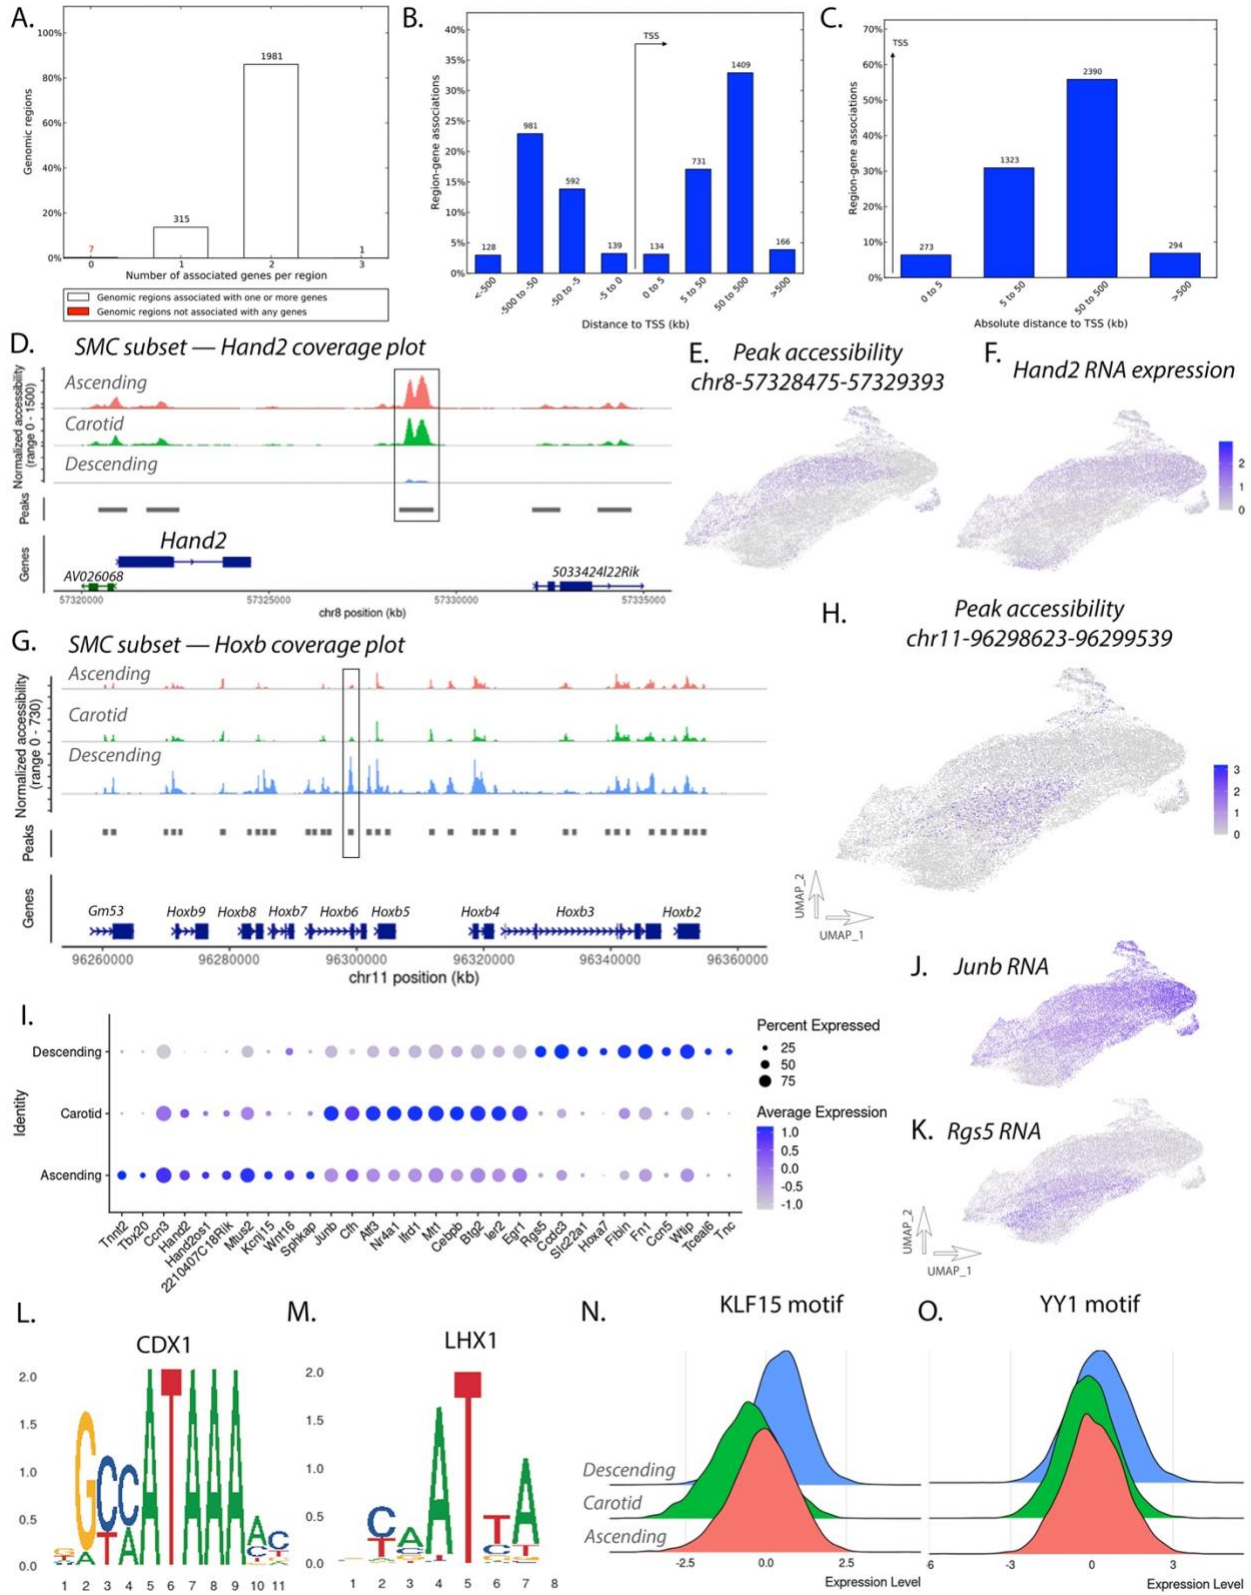 A.
100%
80%
60%
40%
20%
0%
Genomic regions
7
315
1981
1
0
1
2
3
Number of associated genes per region
Genomic regions associated with one or more genes
Genomic regions not associated with any genes
B.
40%
35%
30%
25%
20%
15%
10%
5%
0%
Region-gene associations
TSS
128
981
592
139
134
731
1409
166
<-500
-500 to -50
-50 to -5
-5 to 0
0 to 5
5 to 50
50 to 500
>500
Distance to TSS (kb)
C.
70%
60%
50%
40%
30%
20%
10%
0%
Region-gene associations
TSS
273
1323
2390
294
0 to 5
5 to 50
50 to 500
>500
Absolute distance to TSS (kb)
D.
SMC subset — Hand2 coverage plot
Normalized accessibility
(range 0 - 1500)
Ascending
Carotid
Descending
Peaks
Genes
Hand2
AV026068
5033424I22Rik
57320000
57325000
57330000
57335000
chr8 position (kb)
E.
Peak accessibility
chr8-57328475-57329393
F.
Hand2 RNA expression
2
1
0
G.
SMC subset — Hoxb coverage plot
Normalized accessibility
(range 0 - 730)
Ascending
Carotid
Descending
Peaks
Genes
Gm53
Hoxb9
Hoxb8
Hoxb7
Hoxb6
Hoxb5
Hoxb4
Hoxb3
Hoxb2
96260000
96280000
96300000
96320000
96340000
96360000
chr11 position (kb)
H.
Peak accessibility
chr11-96298623-96299539
3
2
1
0
UMAP_2
UMAP_1
I.
Identity
Descending
Carotid
Ascending
Tnnt2
Tbx20
Ccn3
Hand2
Hand2os1
2210407C18Rik
Mtus2
Kcnj15
Wnt16
Sphkap
Junb
Cfh
Atf3
Nr4a1
Ifrd1
Mt1
Cebpb
Btg2
Ier2
Egr1
Rgs5
Ccdc3
Slc22a1
Hoxa7
Fibin
Fn1
Ccn5
Wtip
Tceal6
Tnc
Percent Expressed
25
50
75
Average Expression
1.0
0.5
0.0
-0.5
-1.0
J.
Junb RNA
K.
Rgs5 RNA
UMAP_2
UMAP_1
L.
CDX1
2.0
1.5
1.0
0.5
0.0
1 2 3 4 5 6 7 8 9 10 11
M.
LHX1
2.0
1.5
1.0
0.5
0.0
1 2 3 4 5 6 7 8
N.
KLF15 motif
Descending
Carotid
Ascending
-2.5
0.0
2.5
Expression Level
O.
YY1 motif
6
-3
0
3
Expression Level